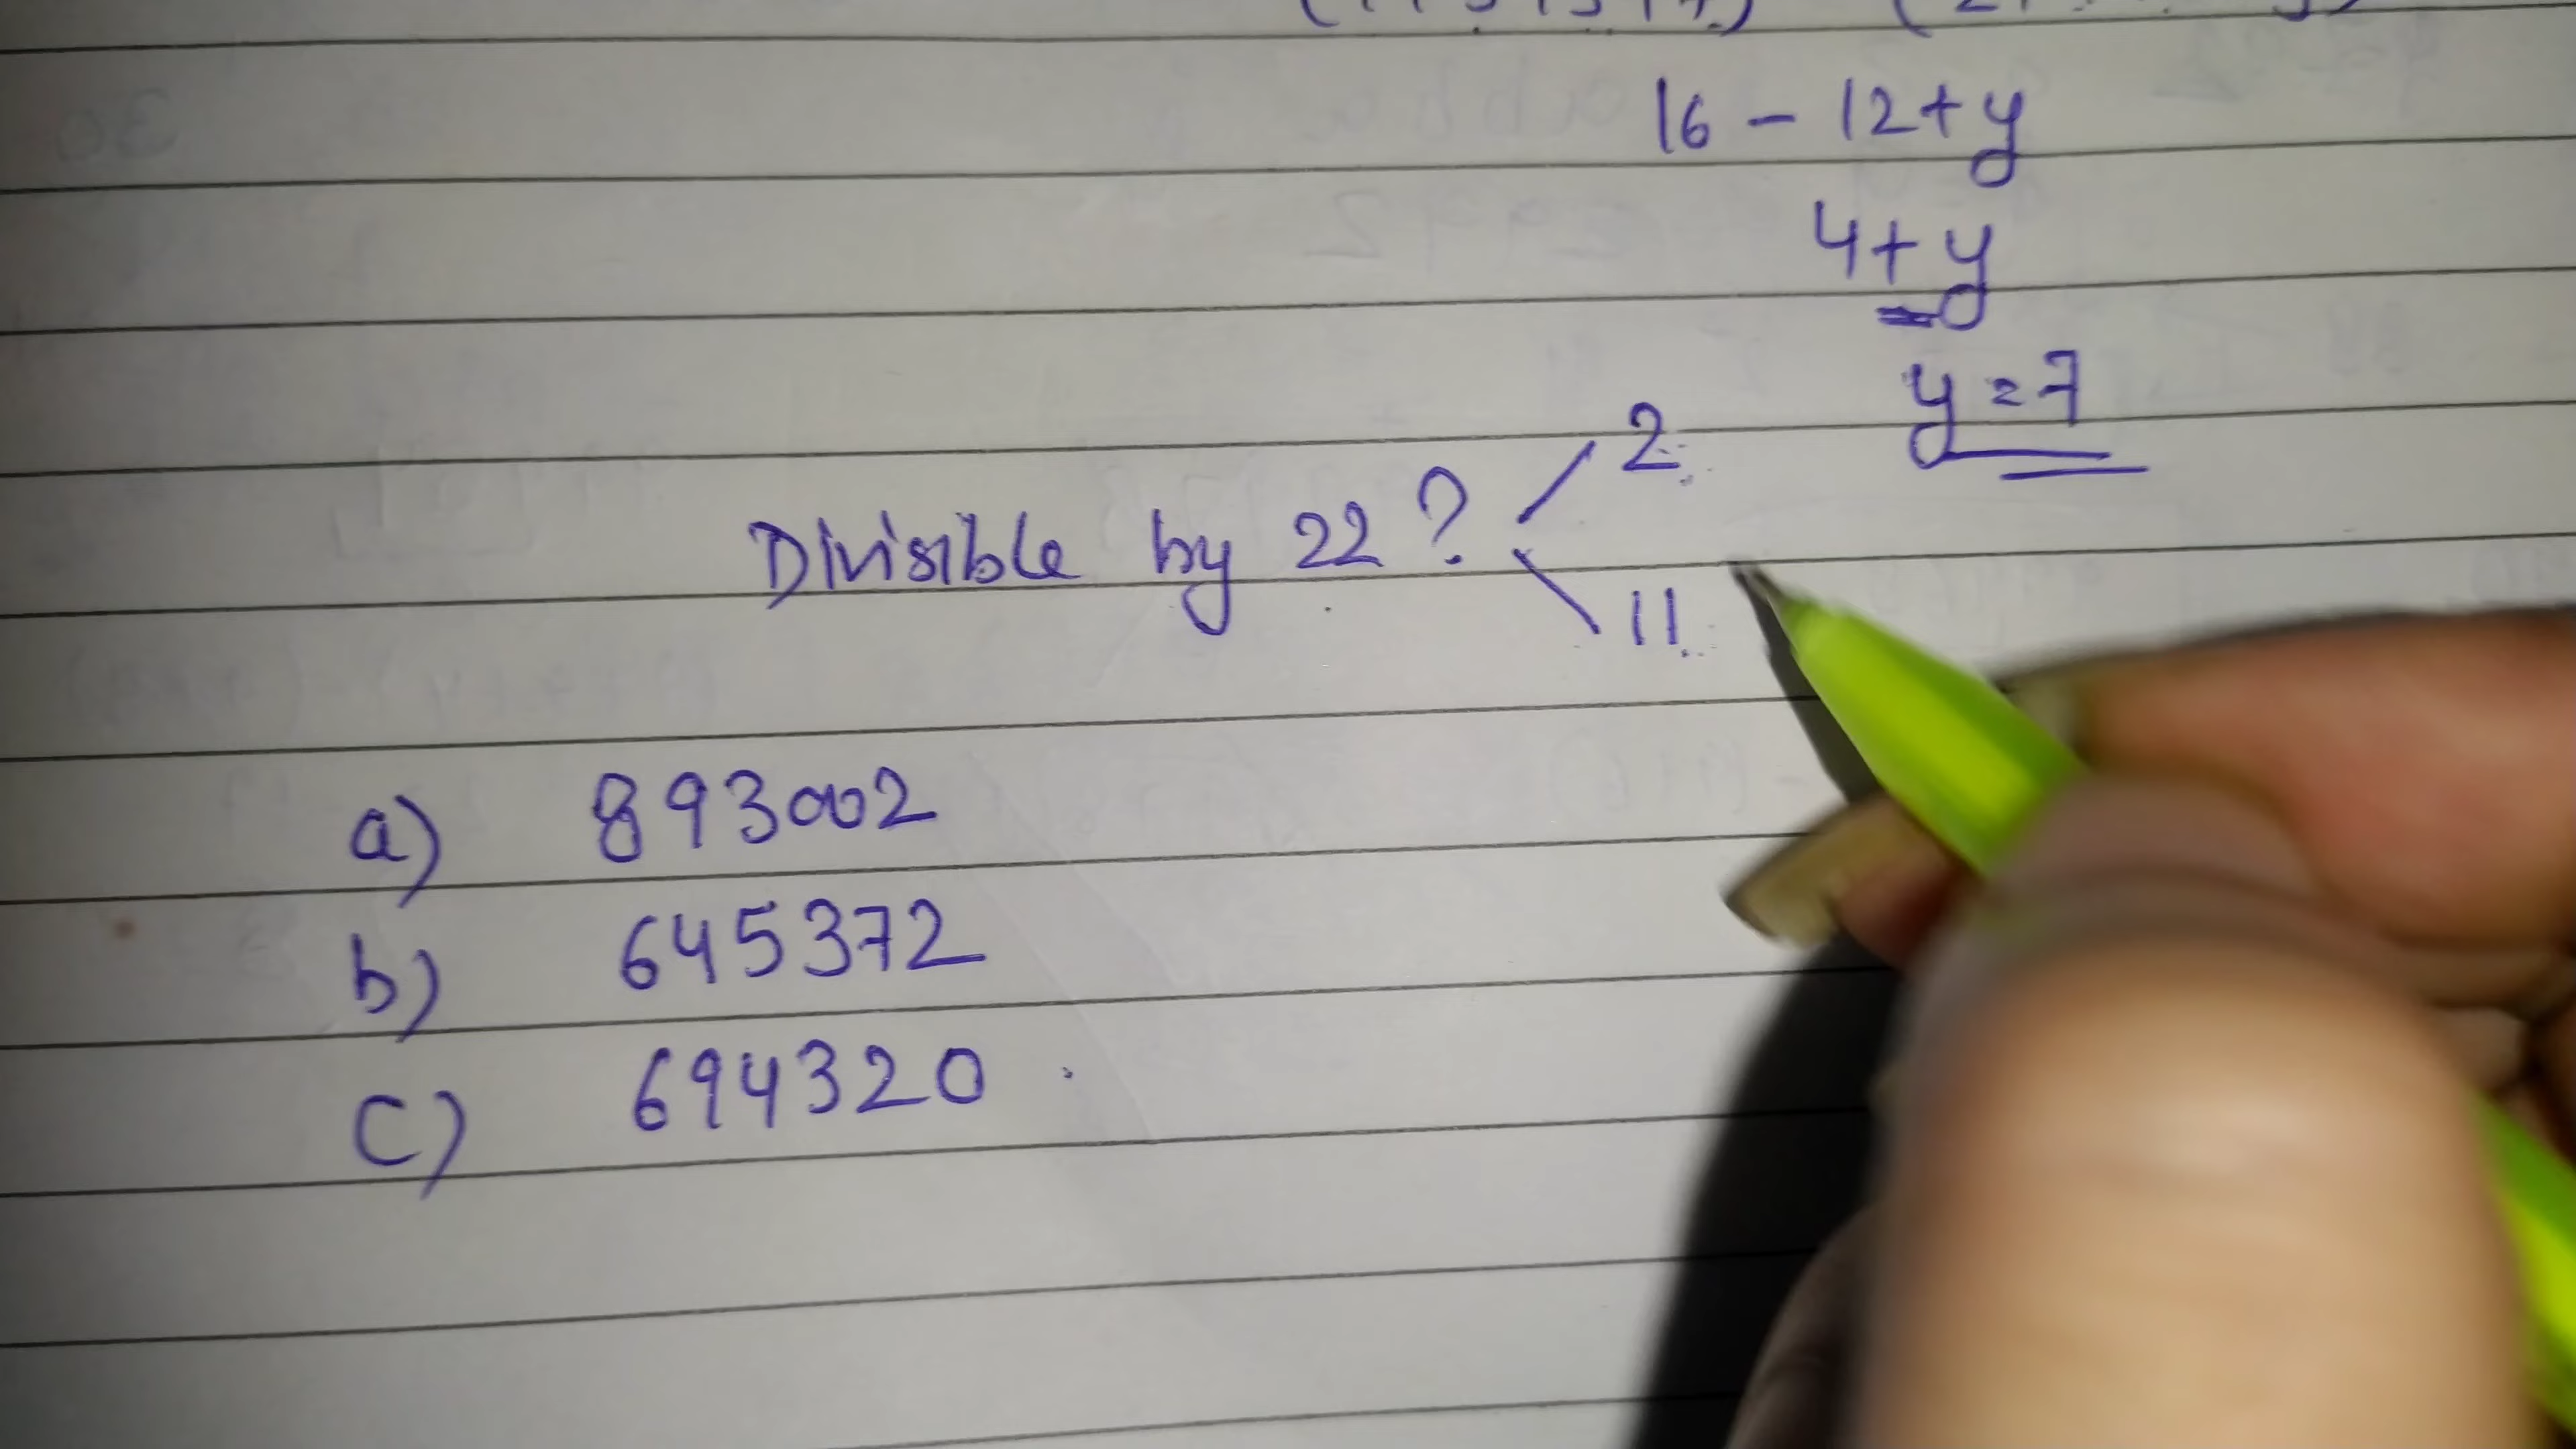 16 - 12 + y
4 + y
y = 7
2
Divisible by 22 ?
11
a) 893002
b) 645372
c) 694320